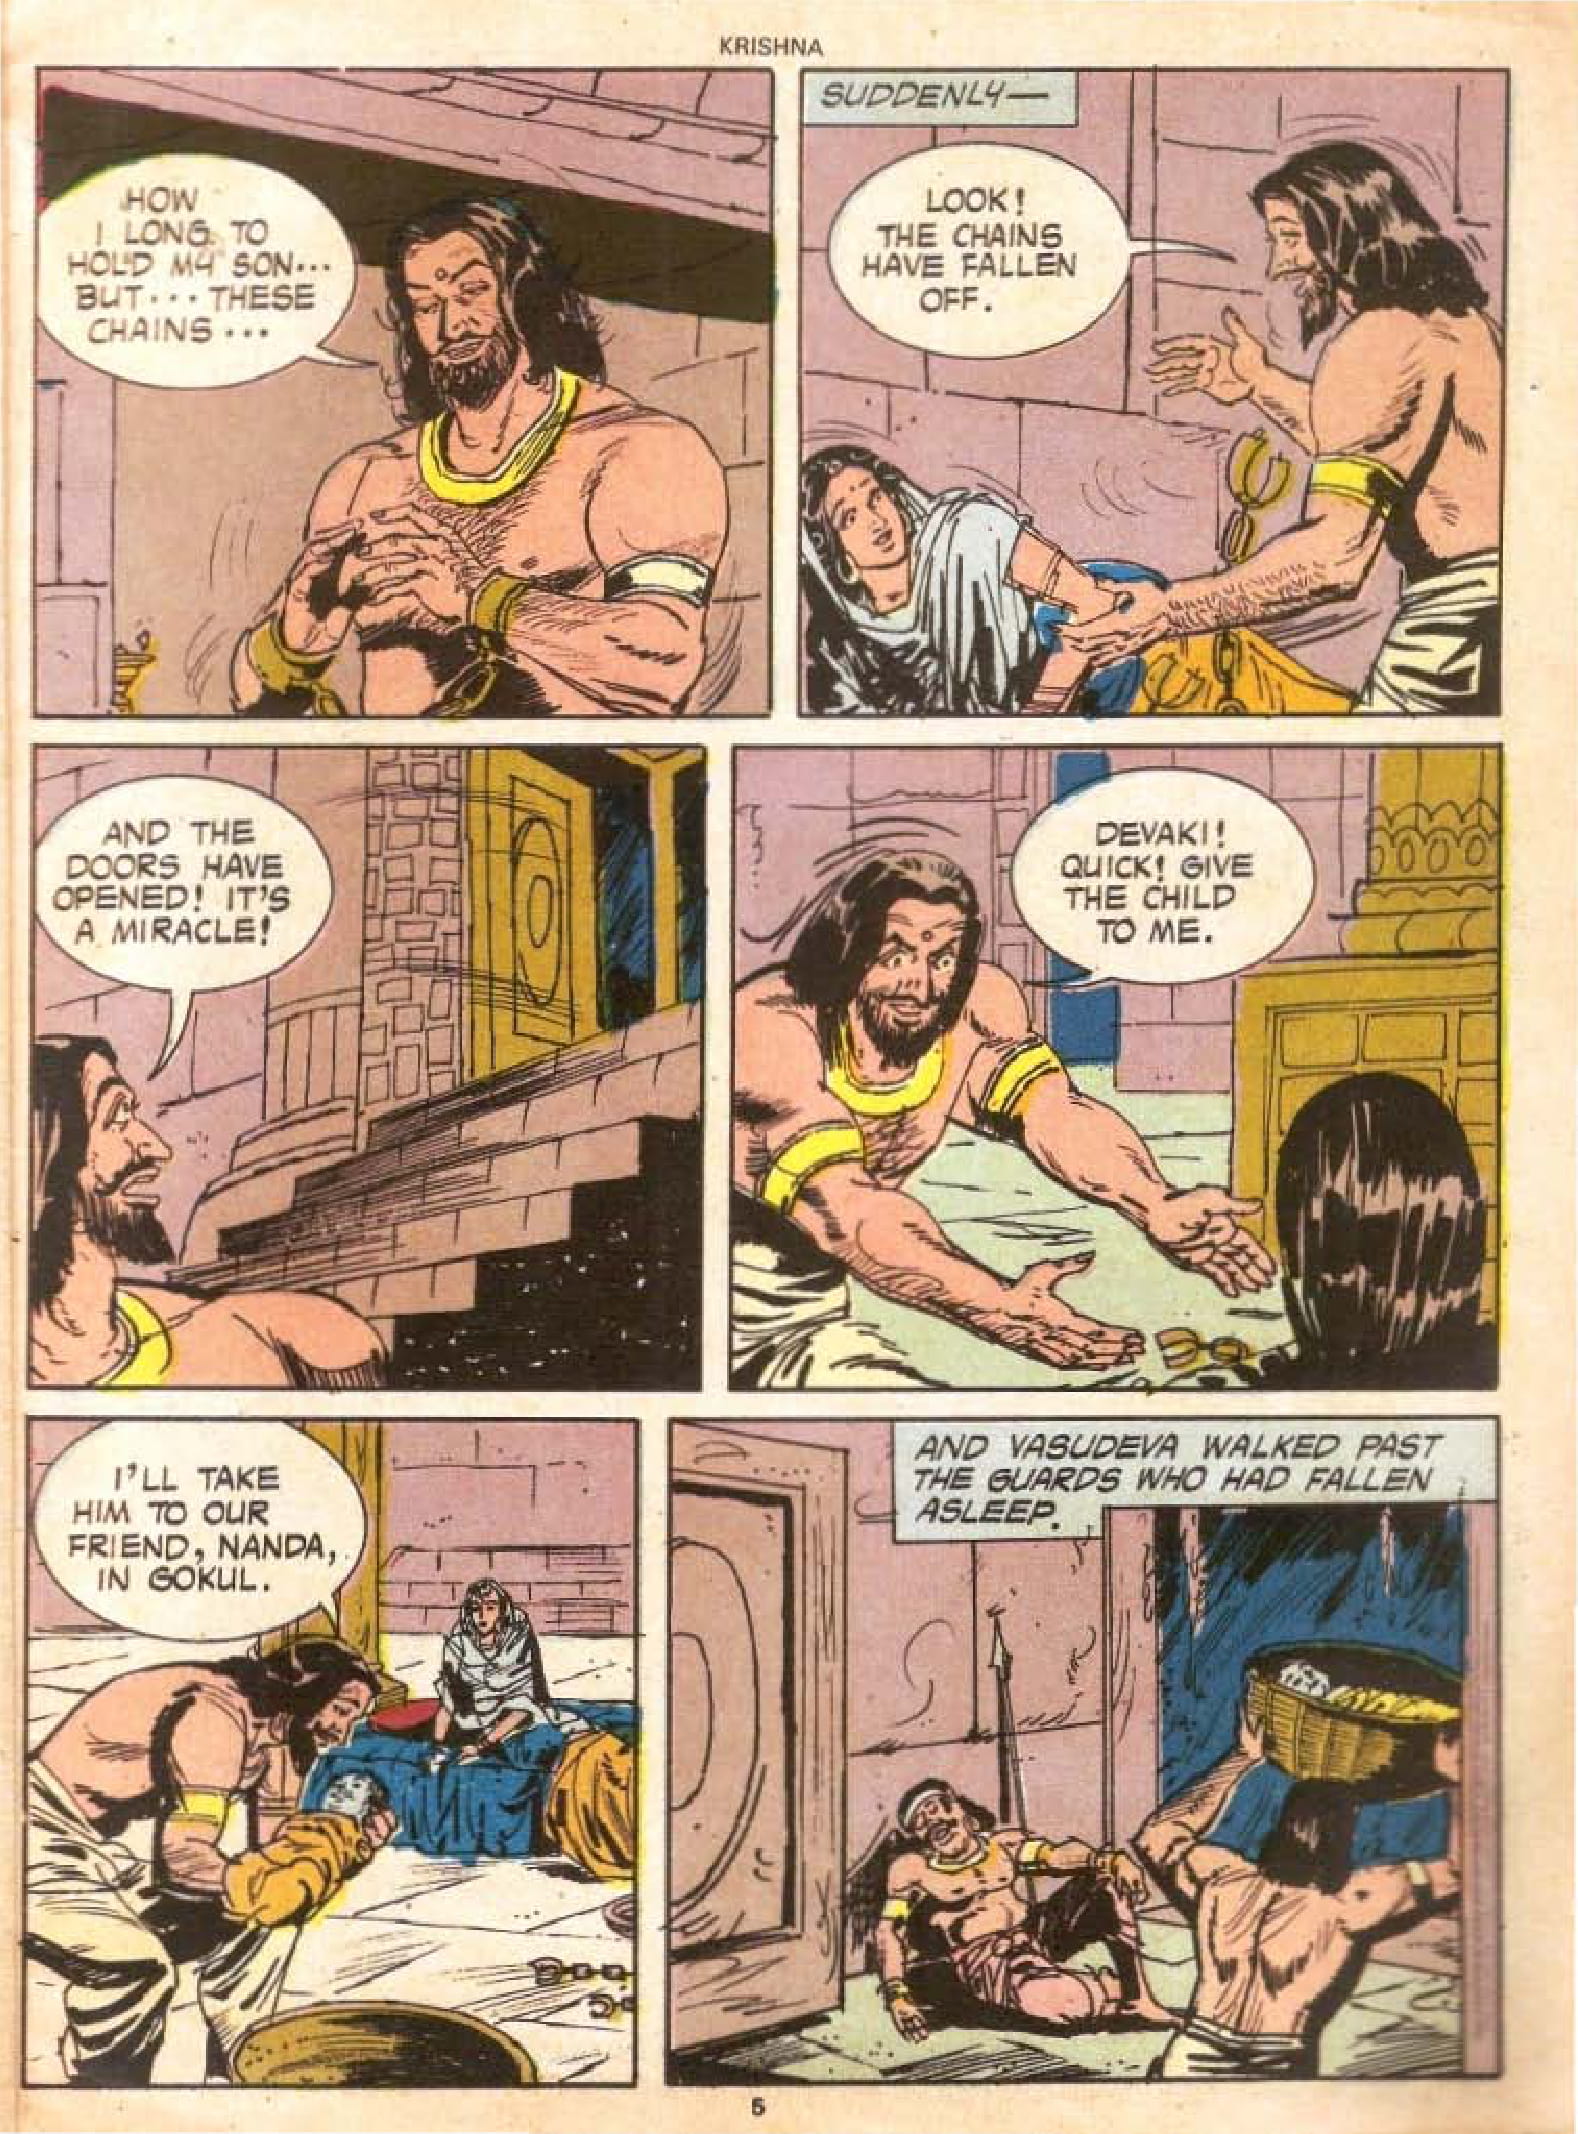 KRISHNA
HOW
I LONG TO
HOLD MY SON...
BUT... THESE
CHAINS...
SUDDENLY—
LOOK!
THE CHAINS
HAVE FALLEN
OFF.
AND THE
DOORS HAVE
OPENED! IT'S
A MIRACLE!
DEVAKI!
QUICK! GIVE
THE CHILD
TO ME.
I'LL TAKE
HIM TO OUR
FRIEND, NANDA,
IN GOKUL.
AND VASUDEVA WALKED PAST
THE GUARDS WHO HAD FALLEN
ASLEEP.
5